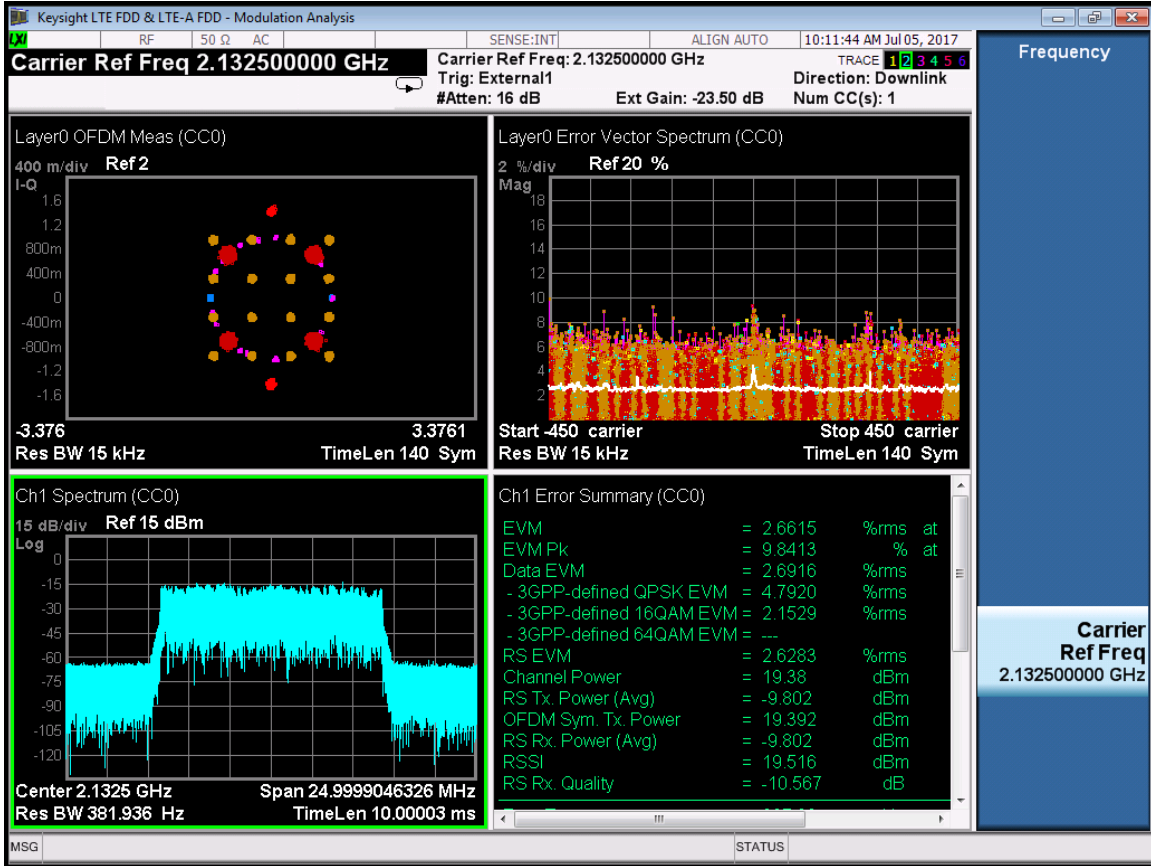 Keysight LTE FDD & LTE-A FDD - Modulation Analysis
LXI RF 50 Ω AC SENSE:INT ALIGN AUTO 10:11:44 AM Jul 05, 2017
Carrier Ref Freq 2.132500000 GHz
Carrier Ref Freq: 2.132500000 GHz
Trig: External1
#Atten: 16 dB Ext Gain: -23.50 dB
TRACE 1 2 3 4 5 6
Direction: Downlink
Num CC(s): 1
Frequency
Layer0 OFDM Meas (CC0)
400 m/div Ref 2
I-Q
1.6
1.2
800m
400m
0
-400m
-800m
-1.2
-1.6
-3.376 3.3761
Res BW 15 kHz TimeLen 140 Sym
Layer0 Error Vector Spectrum (CC0)
2 %/div Ref 20 %
Mag
18
16
14
12
10
8
6
4
2
Start -450 carrier Stop 450 carrier
Res BW 15 kHz TimeLen 140 Sym
Ch1 Spectrum (CC0)
15 dB/div Ref 15 dBm
Log
0
-15
-30
-45
-60
-75
-90
-105
-120
Center 2.1325 GHz Span 24.9999046326 MHz
Res BW 381.936 Hz TimeLen 10.00003 ms
Ch1 Error Summary (CC0)
EVM = 2.6615 %rms at
EVM Pk = 9.8413 % at
Data EVM = 2.6916 %rms
- 3GPP-defined QPSK EVM = 4.7920 %rms
- 3GPP-defined 16QAM EVM = 2.1529 %rms
- 3GPP-defined 64QAM EVM = ---
RS EVM = 2.6283 %rms
Channel Power = 19.38 dBm
RS Tx. Power (Avg) = -9.802 dBm
OFDM Sym. Tx. Power = 19.392 dBm
RS Rx. Power (Avg) = -9.802 dBm
RSSI = 19.516 dBm
RS Rx. Quality = -10.567 dB
Carrier
Ref Freq
2.132500000 GHz
MSG STATUS